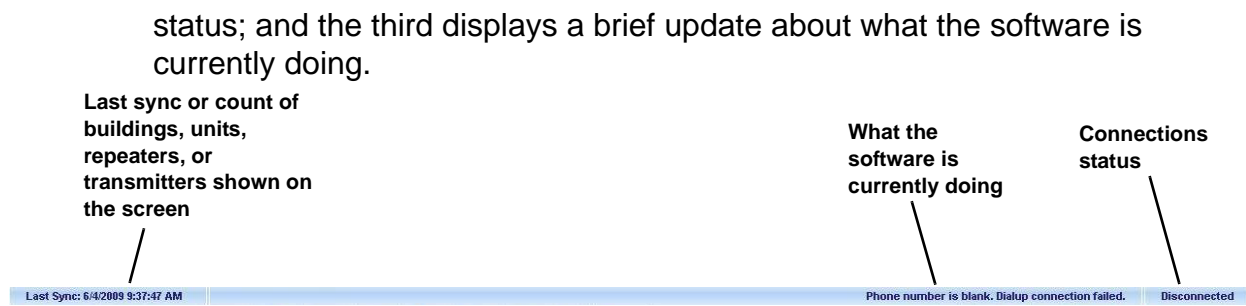 status; and the third displays a brief update about what the software is
currently doing.
Last sync or count of
buildings, units,
repeaters, or
transmitters shown on
the screen
What the
software is
currently doing
Connections
status
Last Sync: 6/4/2009 9:37:47 AM
Phone number is blank. Dialup connection failed.
Disconnected